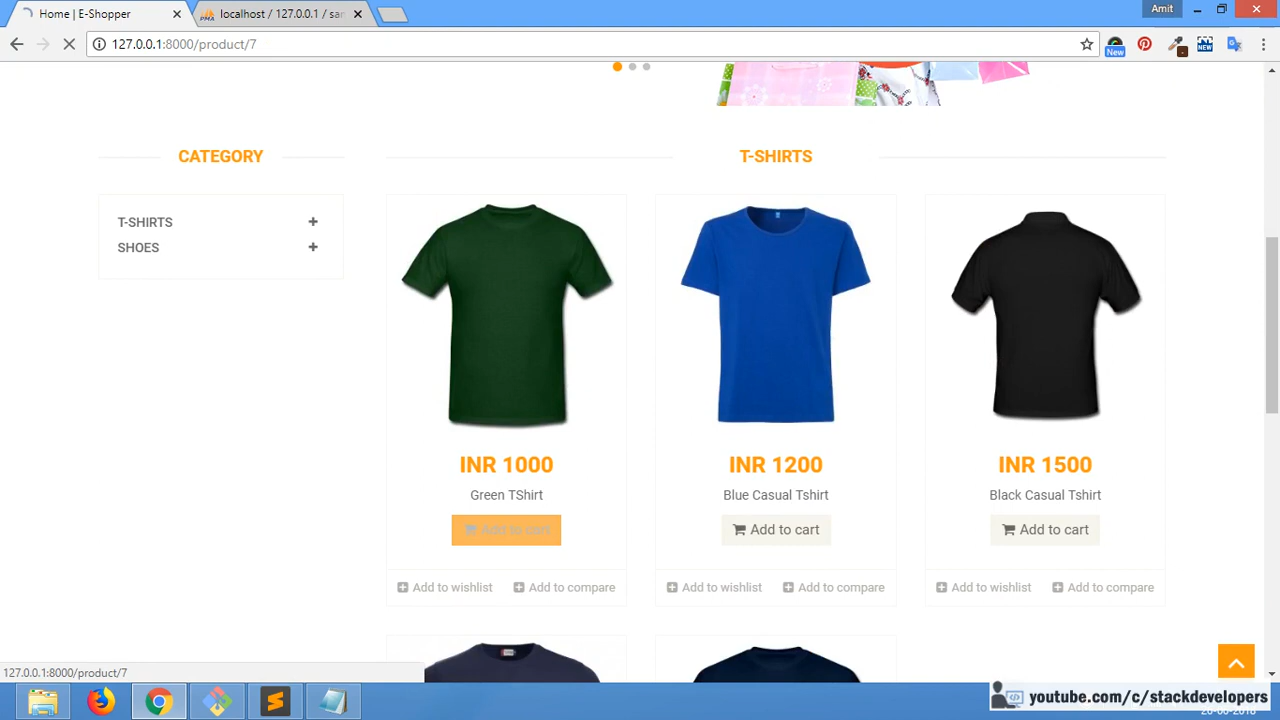 Home | E-Shopper
localhost / 127.0.0.1 / sar
Amit
127.0.0.1:8000/product/7
New
NEW
CATEGORY
T-SHIRTS
T-SHIRTS
SHOES
INR 1000
INR 1200
INR 1500
Green TShirt
Blue Casual Tshirt
Black Casual Tshirt
Add to cart
Add to cart
Add to cart
Add to wishlist
Add to compare
Add to wishlist
Add to compare
Add to wishlist
Add to compare
127.0.0.1:8000/product/7
youtube.com/c/stackdevelopers